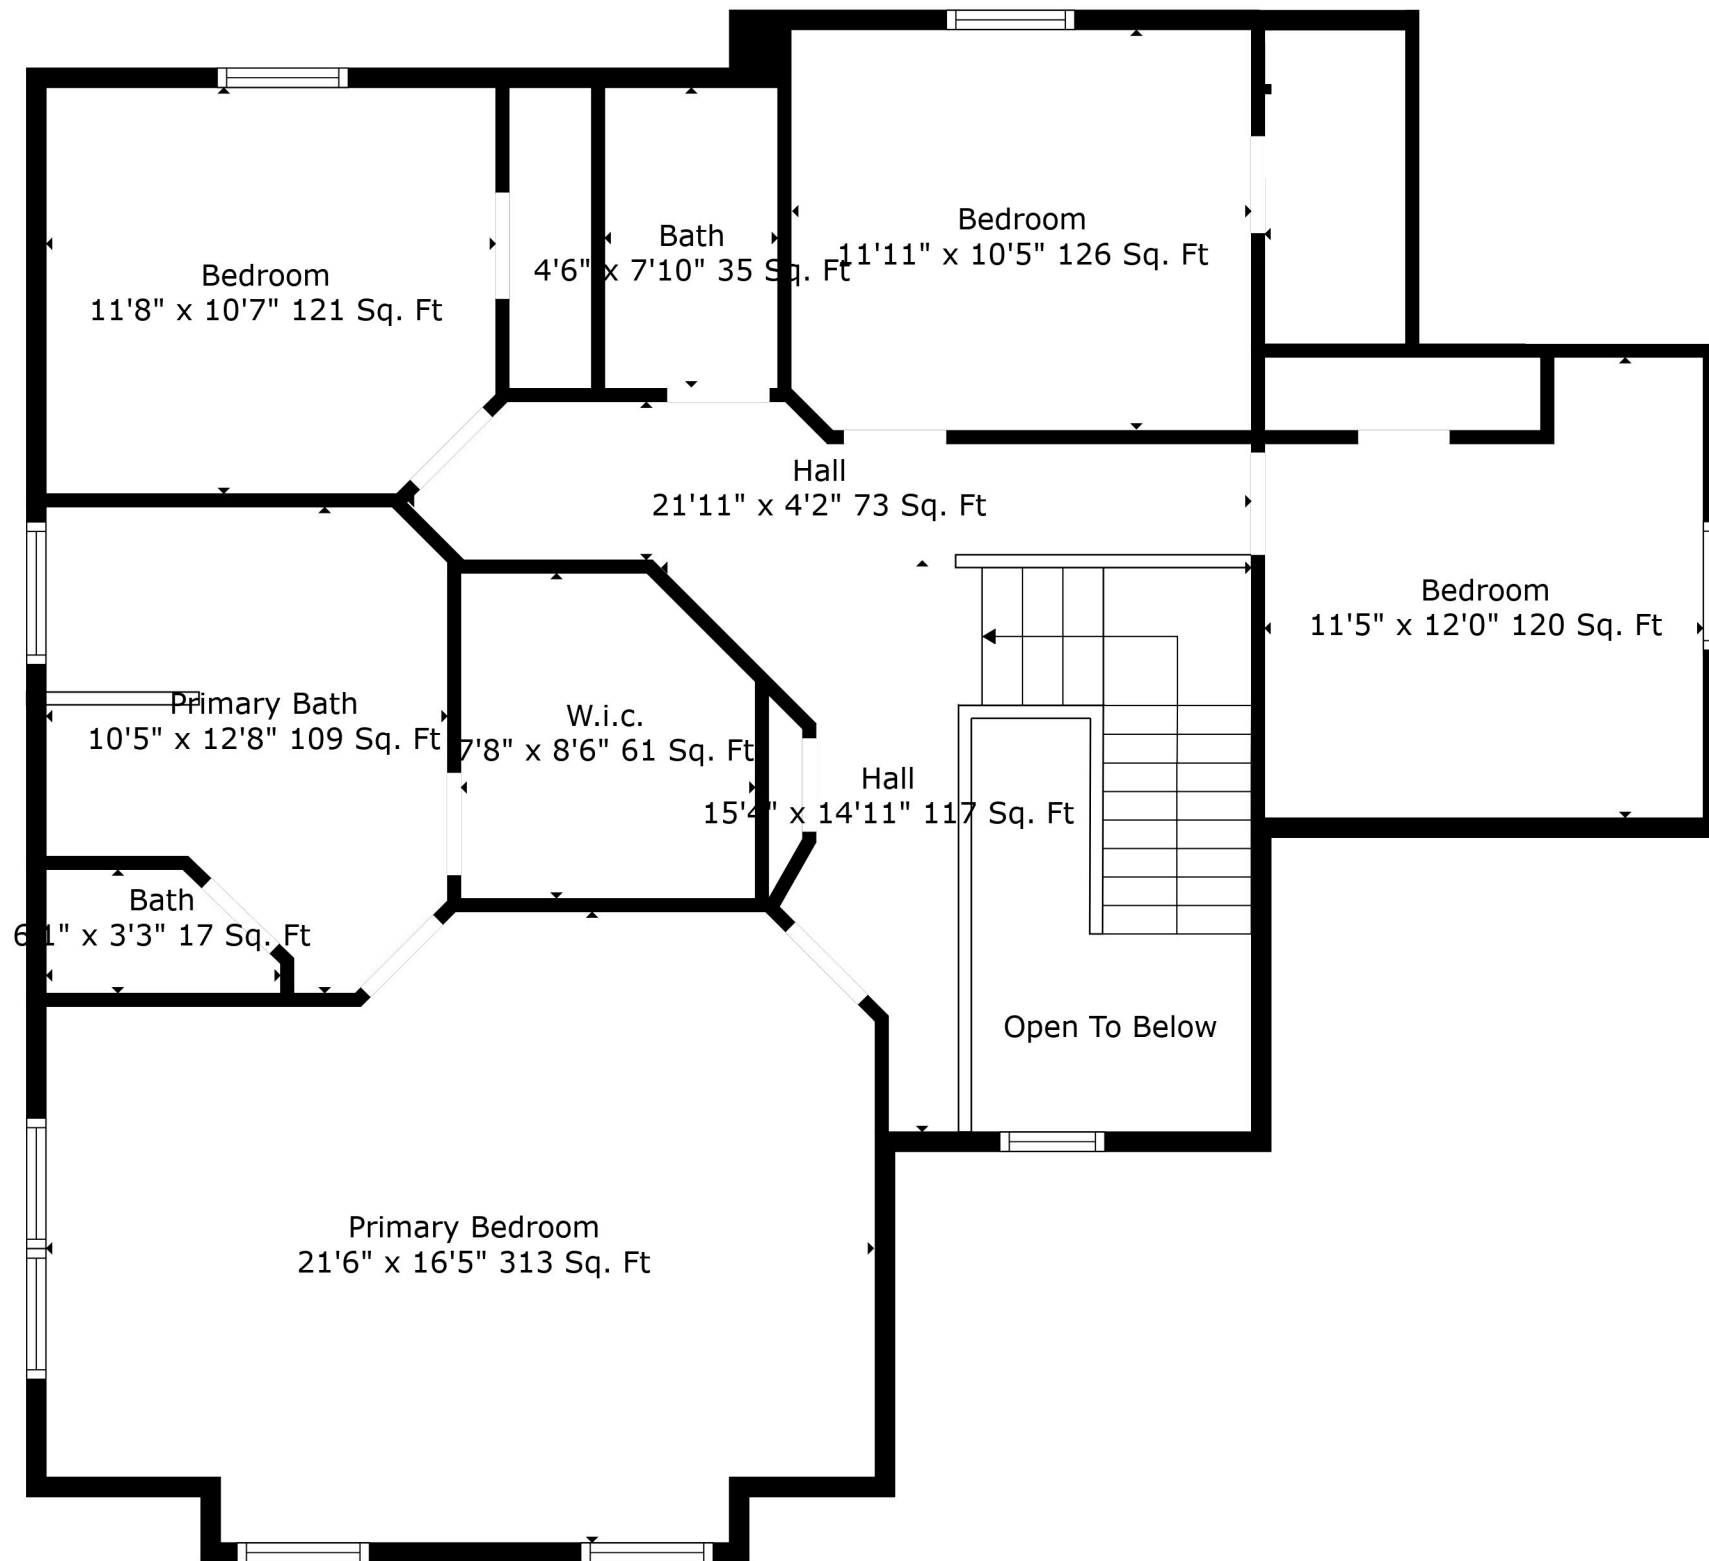 Bedroom
11'8" x 10'7" 121 Sq. Ft
Bath
4'6" x 7'10" 35 Sq. Ft
Bedroom
11'11" x 10'5" 126 Sq. Ft
Hall
21'11" x 4'2" 73 Sq. Ft
Bedroom
11'5" x 12'0" 120 Sq. Ft
Primary Bath
10'5" x 12'8" 109 Sq. Ft
W.i.c.
7'8" x 8'6" 61 Sq. Ft
Hall
15'4" x 14'11" 117 Sq. Ft
Bath
6'1" x 3'3" 17 Sq. Ft
Open To Below
Primary Bedroom
21'6" x 16'5" 313 Sq. Ft